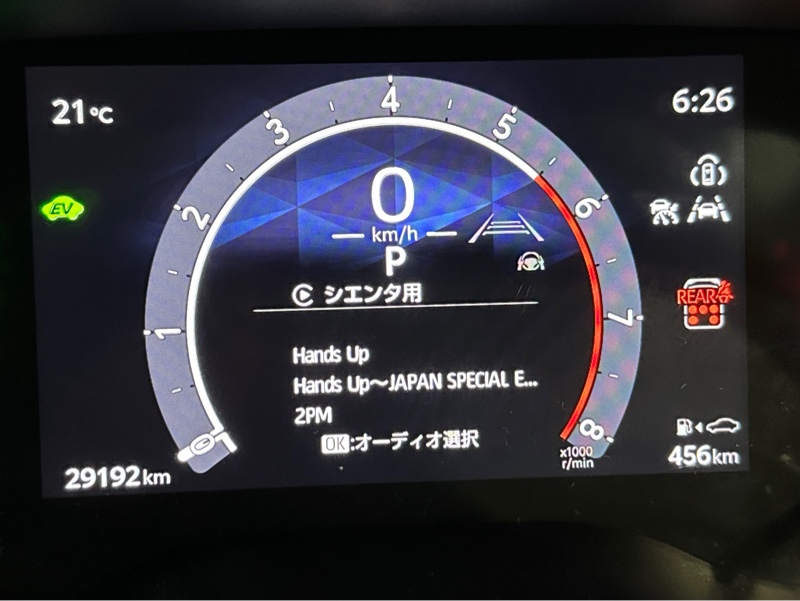 21℃
6:26
EV
0
1
2
3
4
5
6
7
8
x1000
r/min
0
km/h
P
シエンタ用
Hands Up
Hands Up～JAPAN SPECIAL E...
2PM
OK:オーディオ選択
REAR
29192km
456km